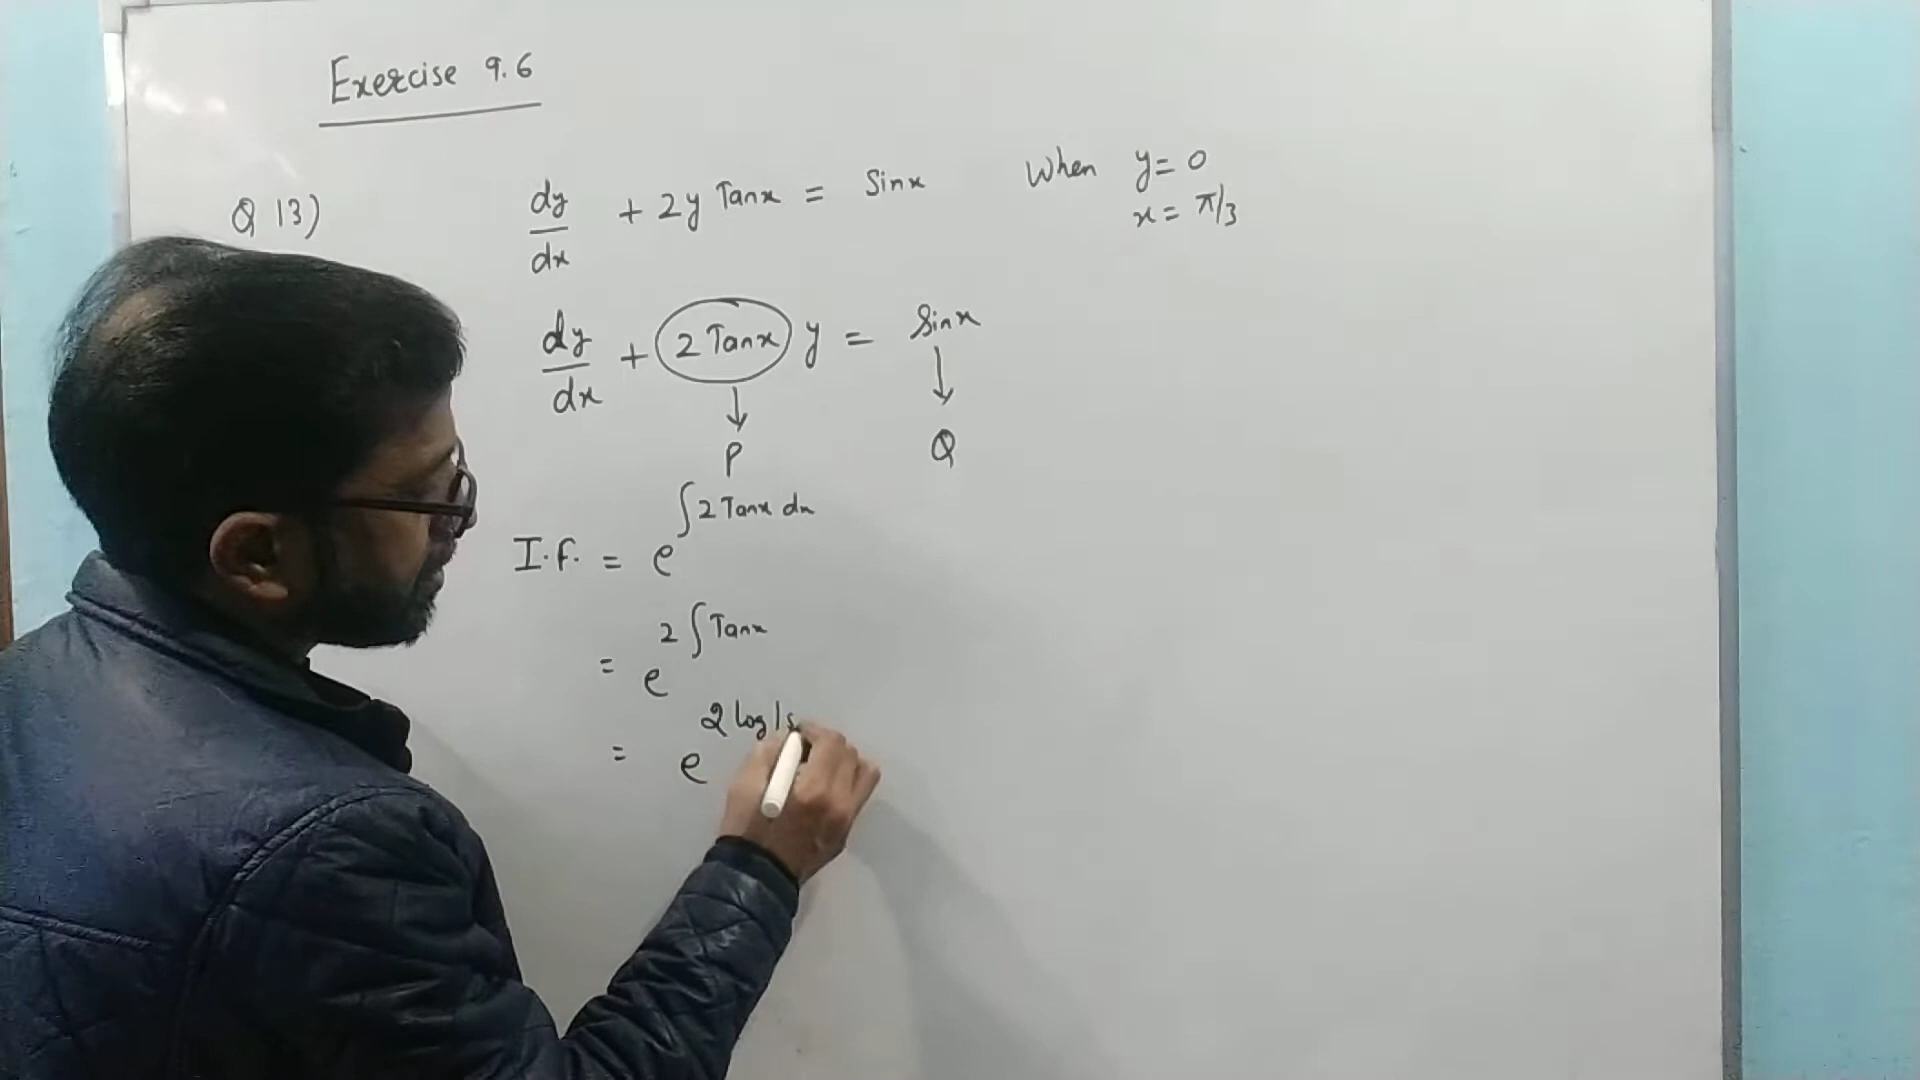 Exercise 9.6
Q 13) dy/dx + 2y Tanx = Sinx When y = 0
x = π/3
dy/dx + 2 Tanx y = Sinx
↓ ↓
P Q
I.F. = e^∫2 Tanx dx
= e^2 ∫Tanx
= e^2 log|s